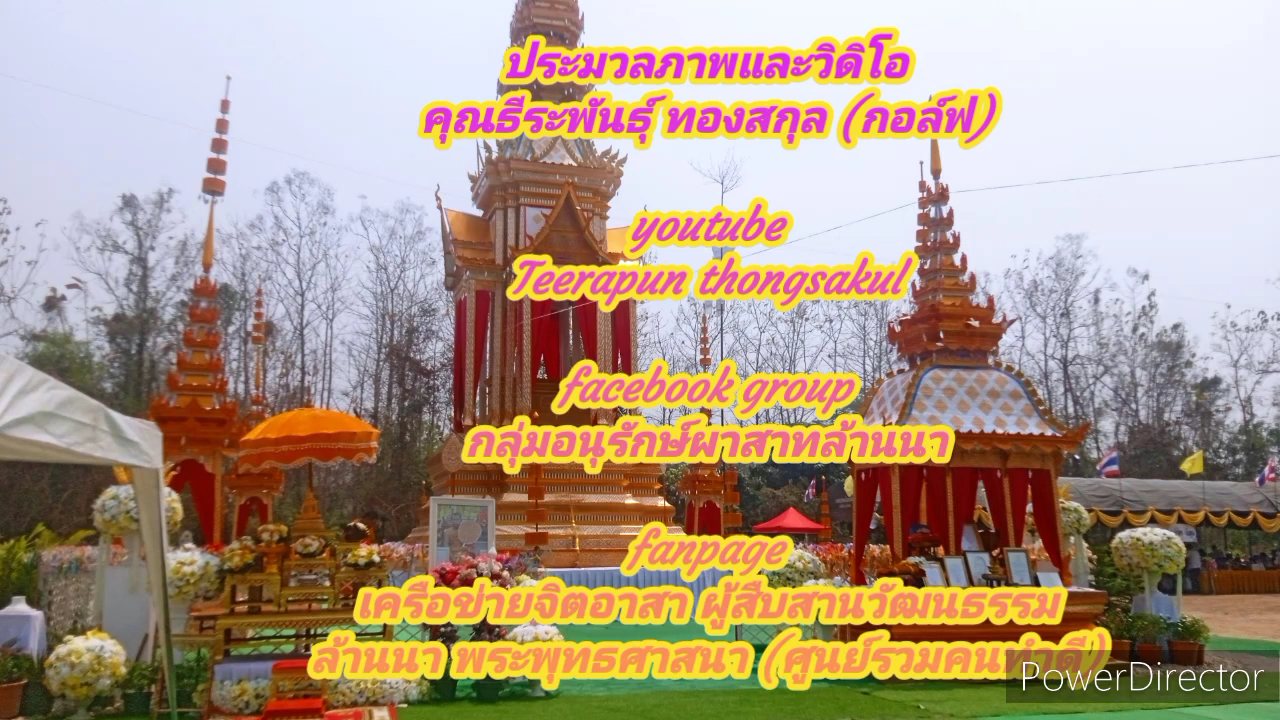 ประมวลภาพและวิดิโอ
คุณธีระพันธุ์ ทองสกุล (กอล์ฟ)
youtube
Teerapun thongsakul
facebook group
กลุ่มอนุรักษ์ผาสาทล้านนา
fanpage
เครือข่ายจิตอาสา ผู้สืบสานวัฒนธรรม
ล้านนา พระพุทธศาสนา (ศูนย์รวมคนทำดี)
PowerDirector